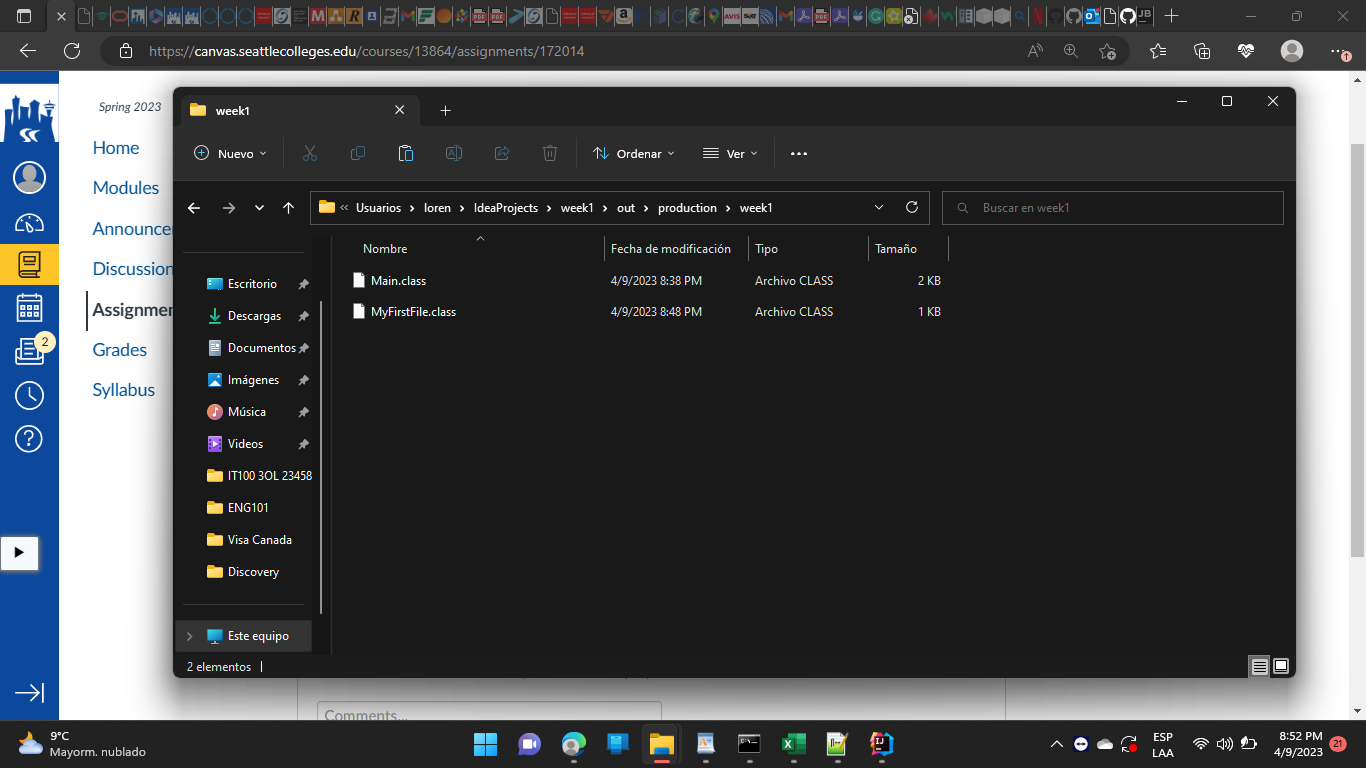 https://canvas.seattlecolleges.edu/courses/13864/assignments/172014
Spring 2023
Home
Modules
Announce
Discussion
Assignmen
Grades
Syllabus
2
week1
Nuevo
Ordenar
Ver
« Usuarios > loren > IdeaProjects > week1 > out > production > week1
Buscar en week1
Nombre Fecha de modificación Tipo Tamaño
Main.class 4/9/2023 8:38 PM Archivo CLASS 2 KB
MyFirstFile.class 4/9/2023 8:48 PM Archivo CLASS 1 KB
Escritorio
Descargas
Documentos
Imágenes
Música
Videos
IT100 3OL 23458
ENG101
Visa Canada
Discovery
Este equipo
2 elementos
Comments...
9°C
Mayorm. nublado
ESP
LAA
8:52 PM
4/9/2023
21